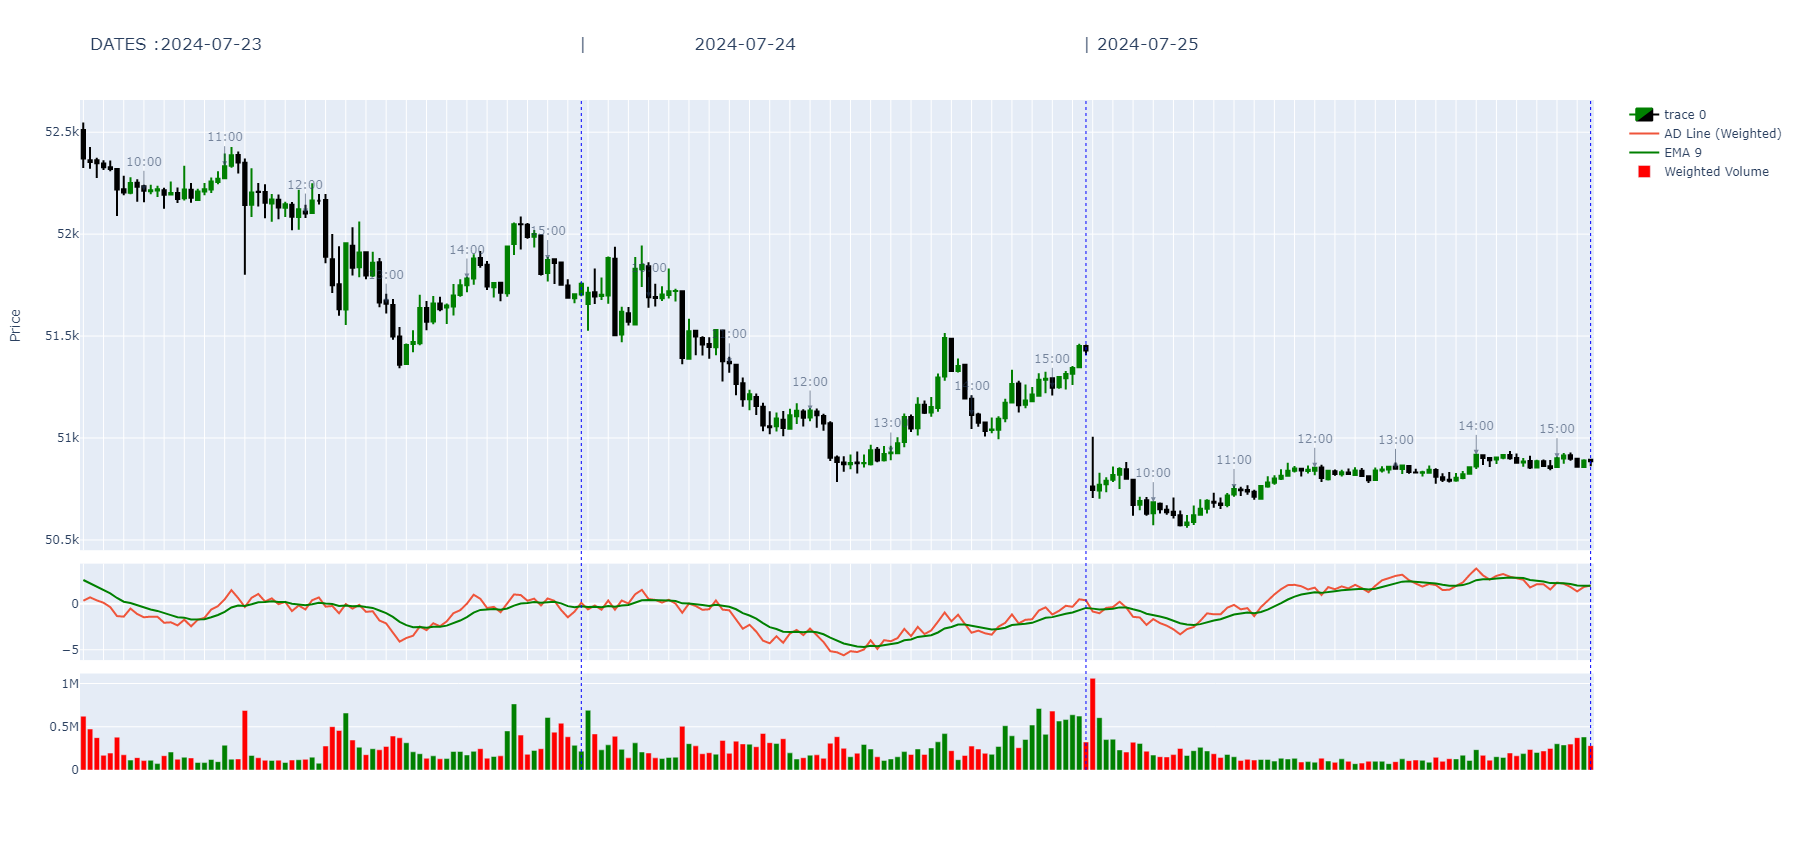 DATES :2024-07-23 | 2024-07-24 | 2024-07-25
trace 0
AD Line (Weighted)
EMA 9
Weighted Volume
Price
52.5k
52k
51.5k
51k
50.5k
10:00
11:00
12:00
14:00
15:00
12:00
15:00
10:00
11:00
12:00
13:00
14:00
15:00
0
−5
1M
0.5M
0